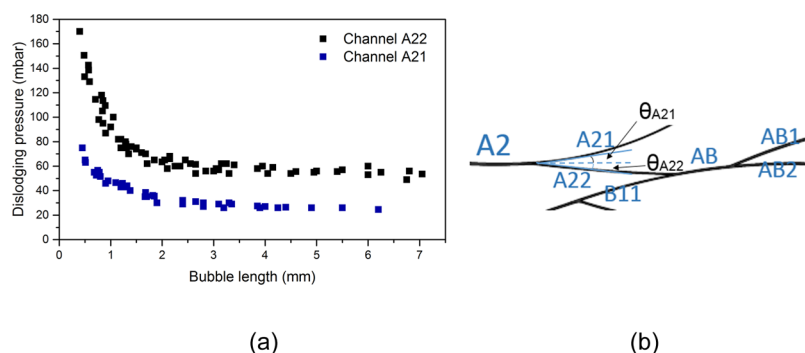 180
160
140
120
100
80
60
40
20
0
Dislodging pressure (mbar)
Channel A22
Channel A21
0 1 2 3 4 5 6 7
Bubble length (mm)
(a)
A2
A21
θA21
A22
θA22
B11
AB
AB1
AB2
(b)